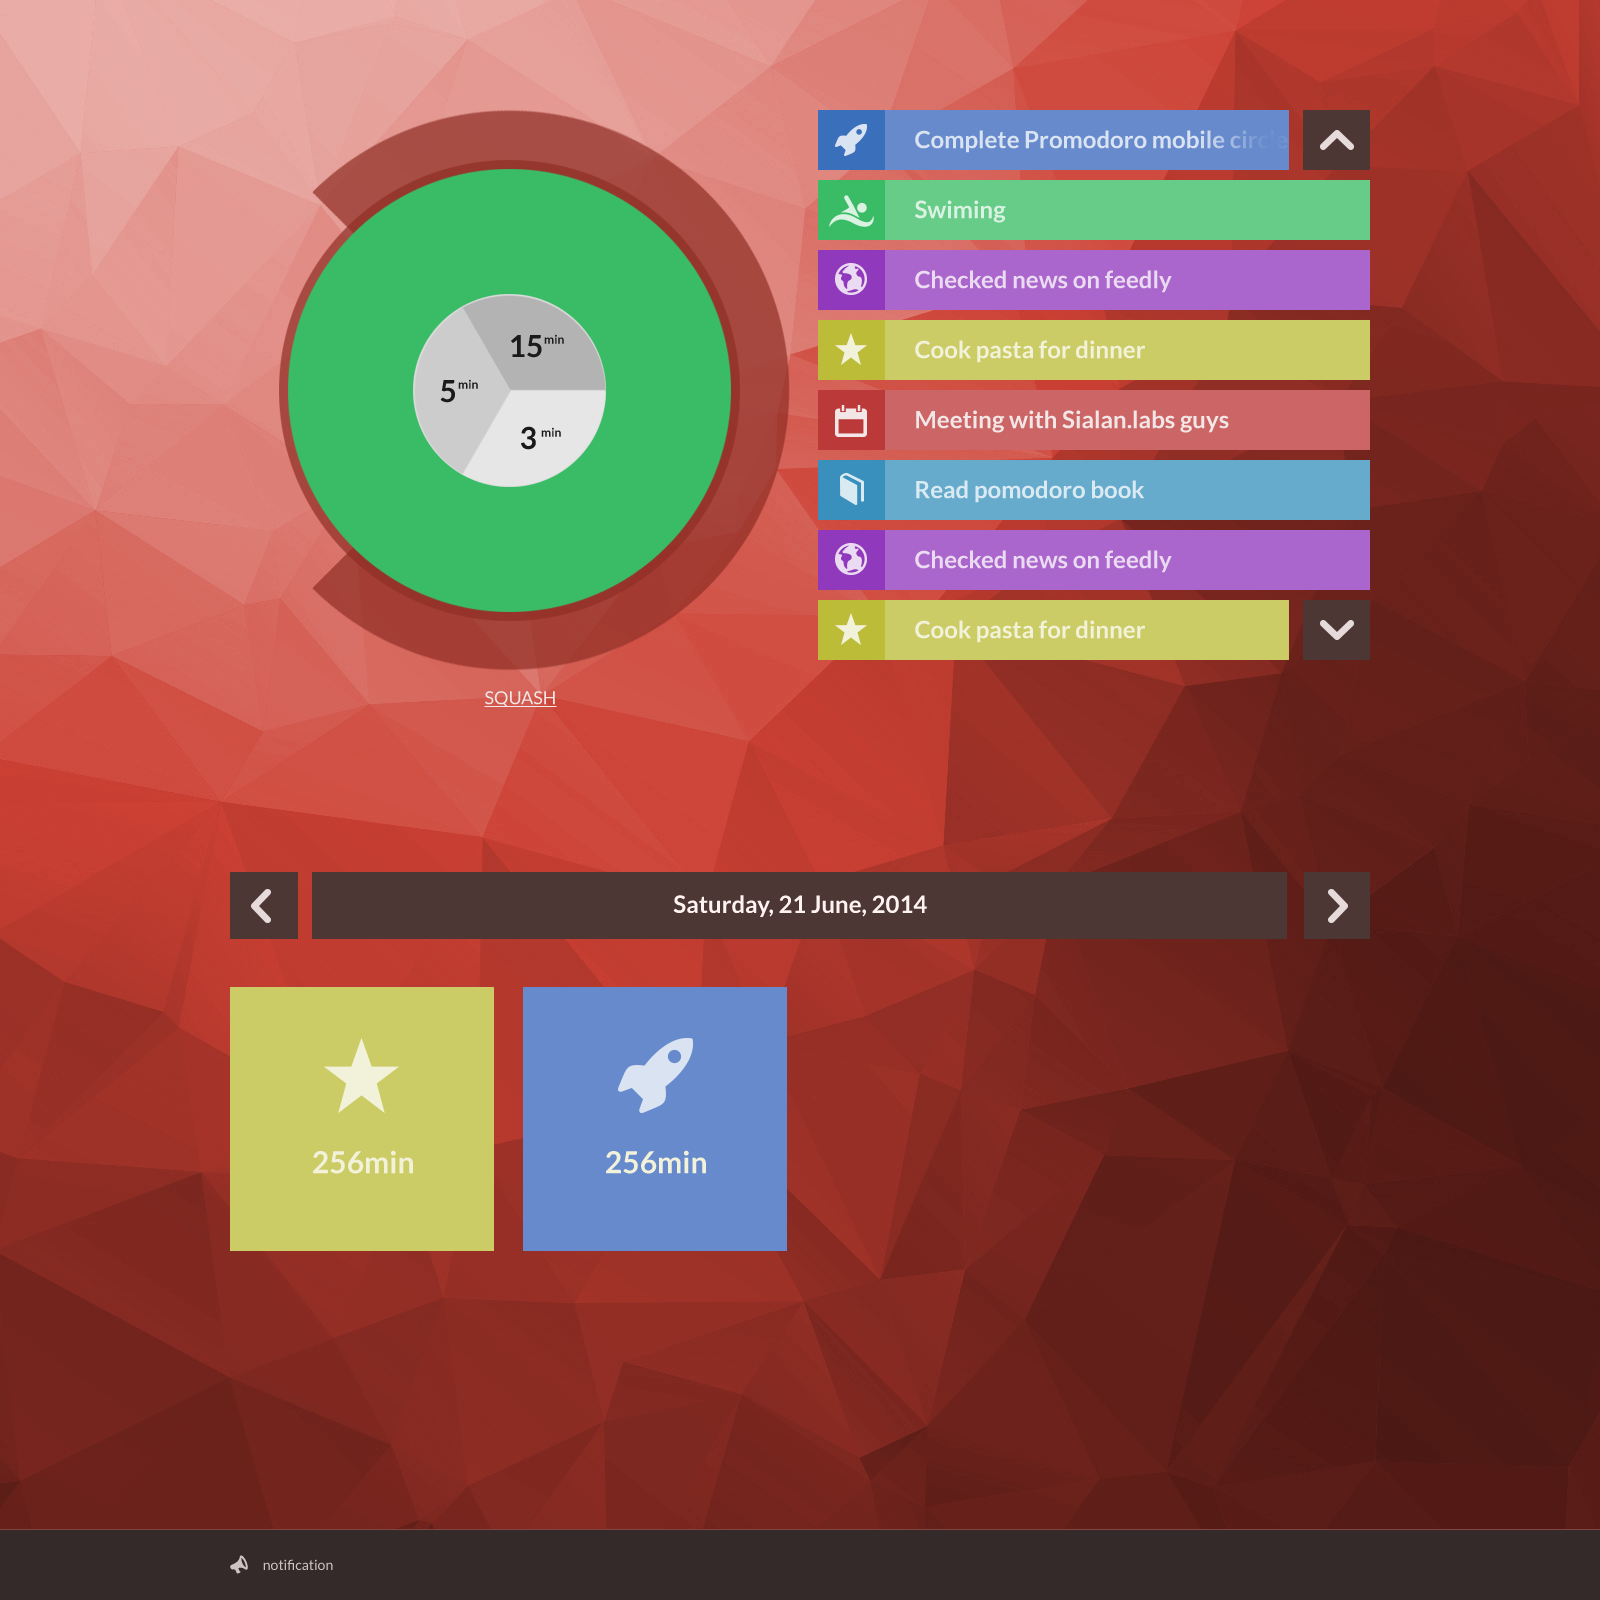 Complete Promodoro mobile circle
Swiming
Checked news on feedly
Cook pasta for dinner
Meeting with Sialan.labs guys
Read pomodoro book
Checked news on feedly
Cook pasta for dinner
15 min
5 min
3 min
SQUASH
Saturday, 21 June, 2014
256min
256min
notification